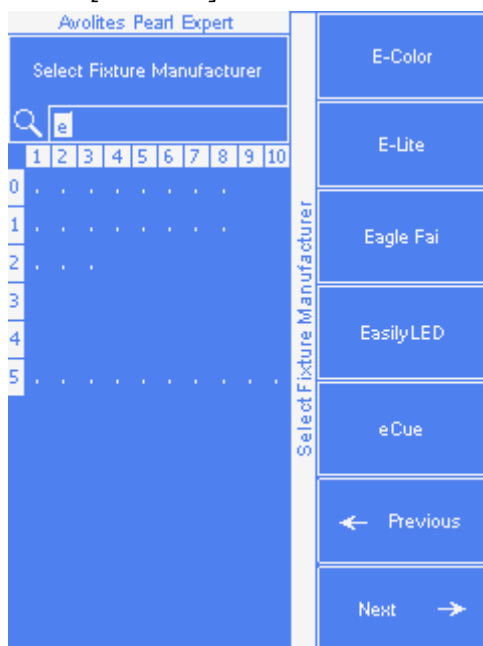 Avolites Pearl Expert
Select Fixture Manufacturer
e
1 2 3 4 5 6 7 8 9 10
0
1
2
3
4
5
Select Fixture Manufacturer
E-Color
E-Lite
Eagle Fai
EasilyLED
eCue
Previous
Next